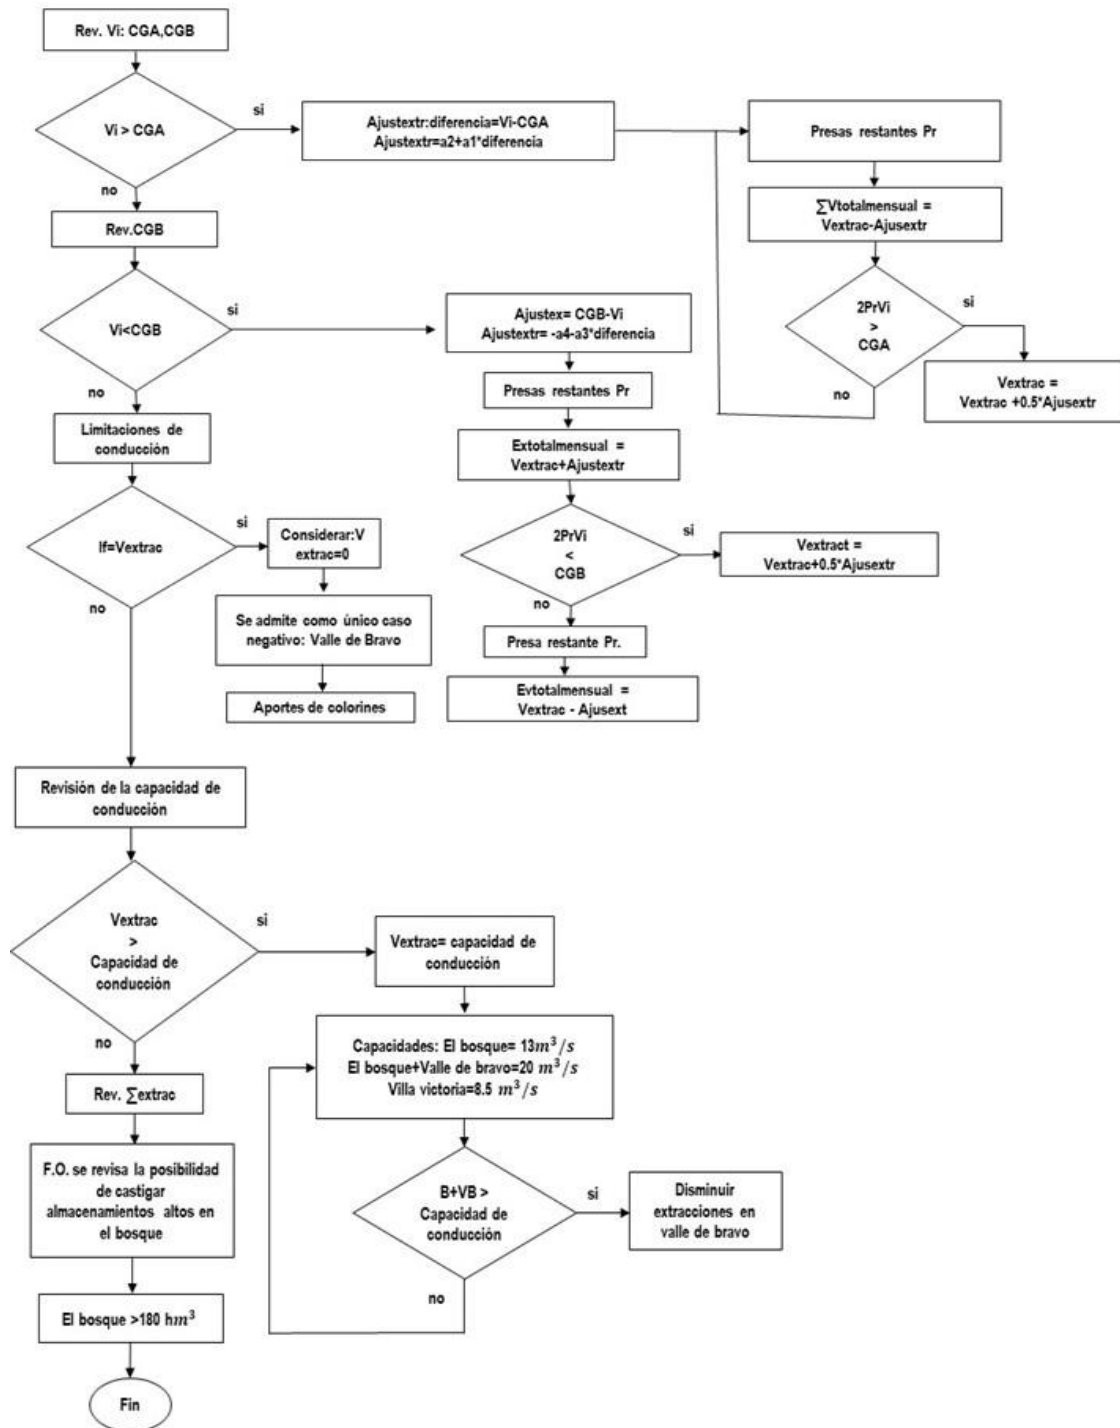 Rev. Vi: CGA,CGB
Vi > CGA
si
no
Ajustextr:diferencia=Vi-CGA
Ajustextr=a2+a1*diferencia
Presas restantes Pr
∑Vtotalmensual =
Vextrac-Ajusextr
2PrVi
>
CGA
si
no
Vextrac =
Vextrac +0.5*Ajusextr
Rev.CGB
Vi<CGB
si
no
Ajustex= CGB-Vi
Ajustextr= -a4-a3*diferencia
Presas restantes Pr
Extotalmensual =
Vextrac+Ajustextr
2PrVi
<
CGB
si
no
Vextract =
Vextrac+0.5*Ajusextr
Presa restante Pr.
Evtotalmensual =
Vextrac - Ajusext
Limitaciones de
conducción
If=Vextrac
si
no
Considerar:V
extrac=0
Se admite como único caso
negativo: Valle de Bravo
Aportes de colorines
Revisión de la capacidad de
conducción
Vextrac
>
Capacidad de
conducción
si
no
Vextrac= capacidad de
conducción
Capacidades: El bosque= 13m³/s
El bosque+Valle de bravo=20 m³/s
Villa victoria=8.5 m³/s
B+VB >
Capacidad de
conducción
si
no
Disminuir
extracciones en
valle de bravo
Rev. ∑extrac
F.O. se revisa la posibilidad
de castigar
almacenamientos altos en
el bosque
El bosque >180 hm³
Fin